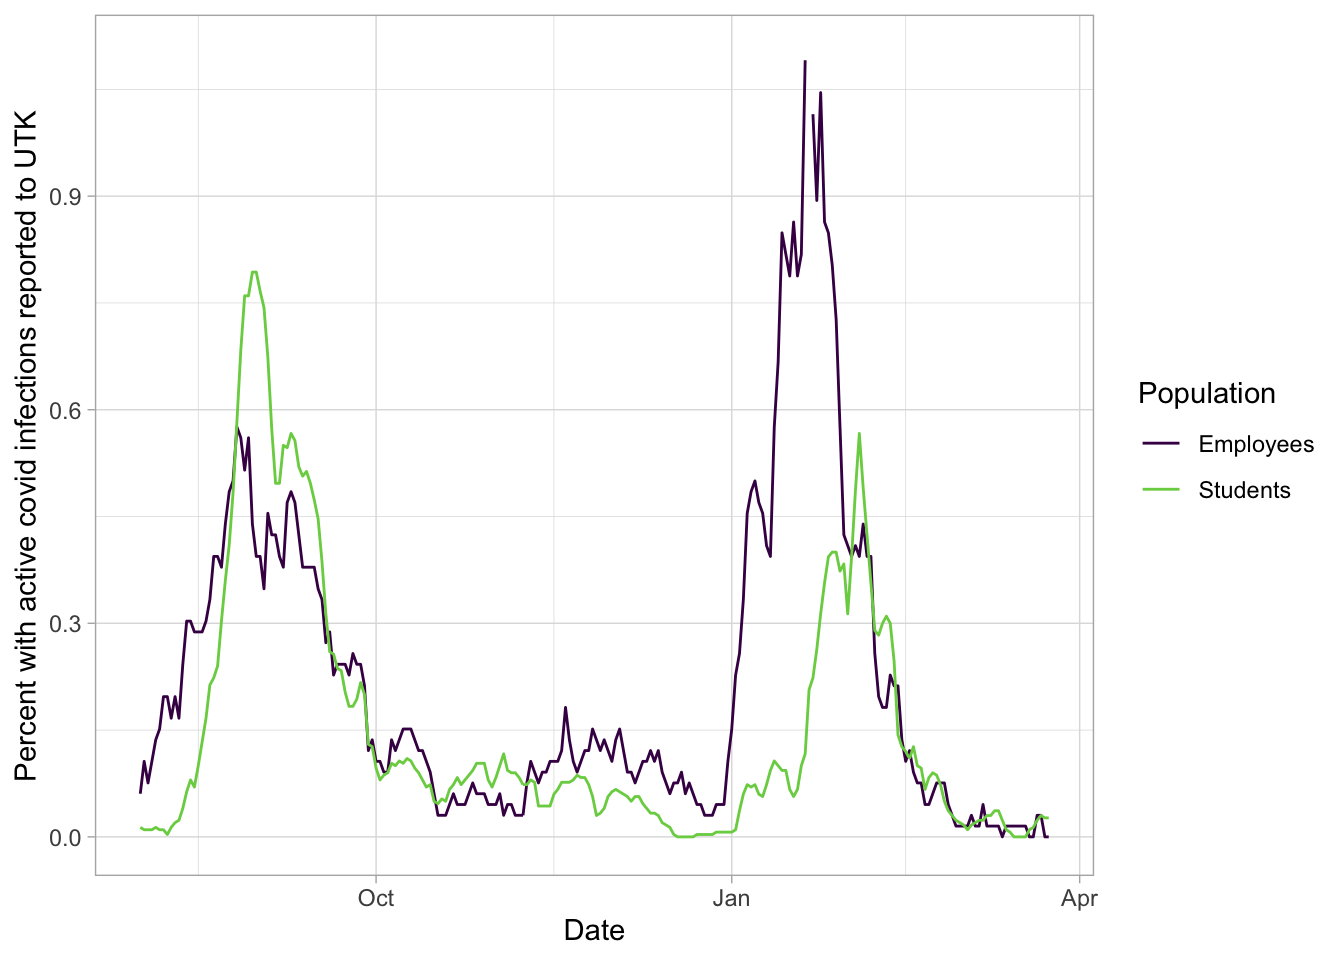 Percent with active covid infections reported to UTK
0.9
0.6
0.3
0.0
Oct
Jan
Apr
Date
Population
Employees
Students